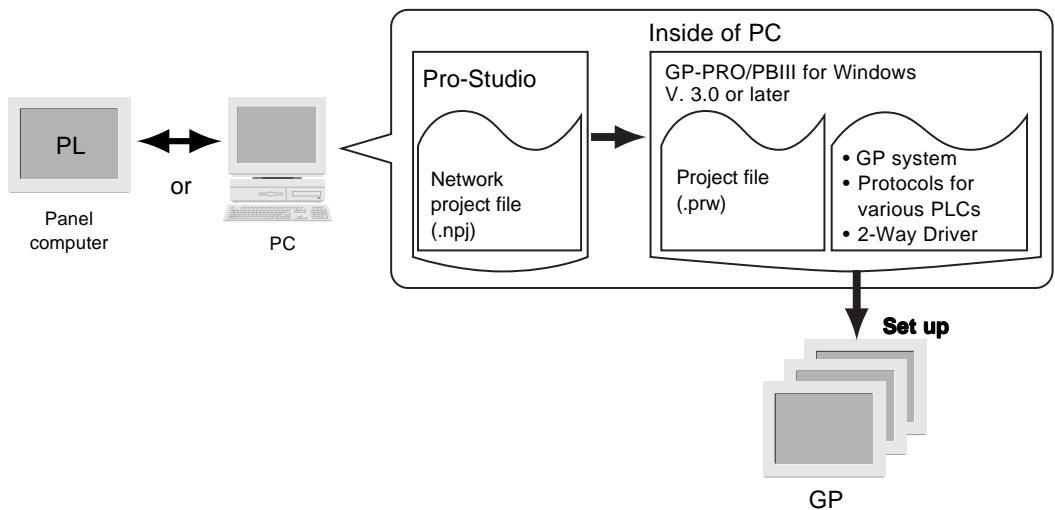 Inside of PC
Pro-Studio
GP-PRO/PBIII for Windows
V. 3.0 or later
PL
or
Panel
computer
PC
Network
project file
(.npj)
Project file
(.prw)
• GP system
• Protocols for
various PLCs
• 2-Way Driver
Set up
GP